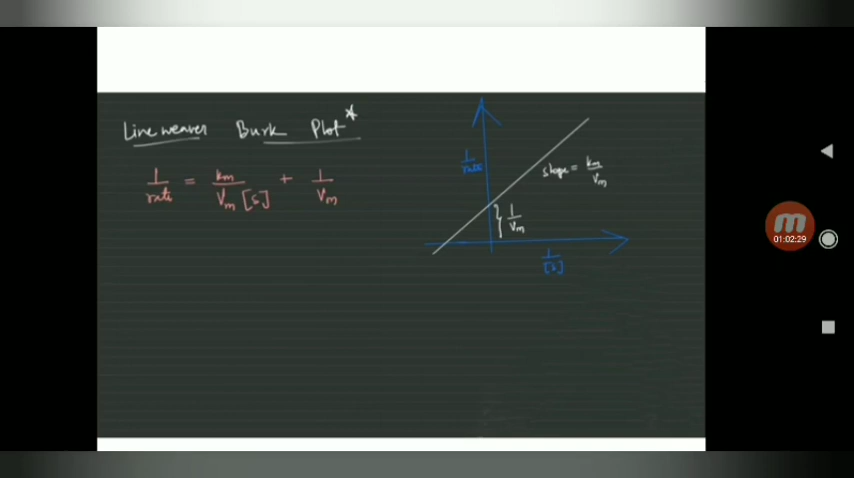 Lineweaver Burk Plot*
1/rate = km/Vm[s] + 1/Vm
1/rate
slope = km/Vm
1/Vm
1/[s]
01:02:29